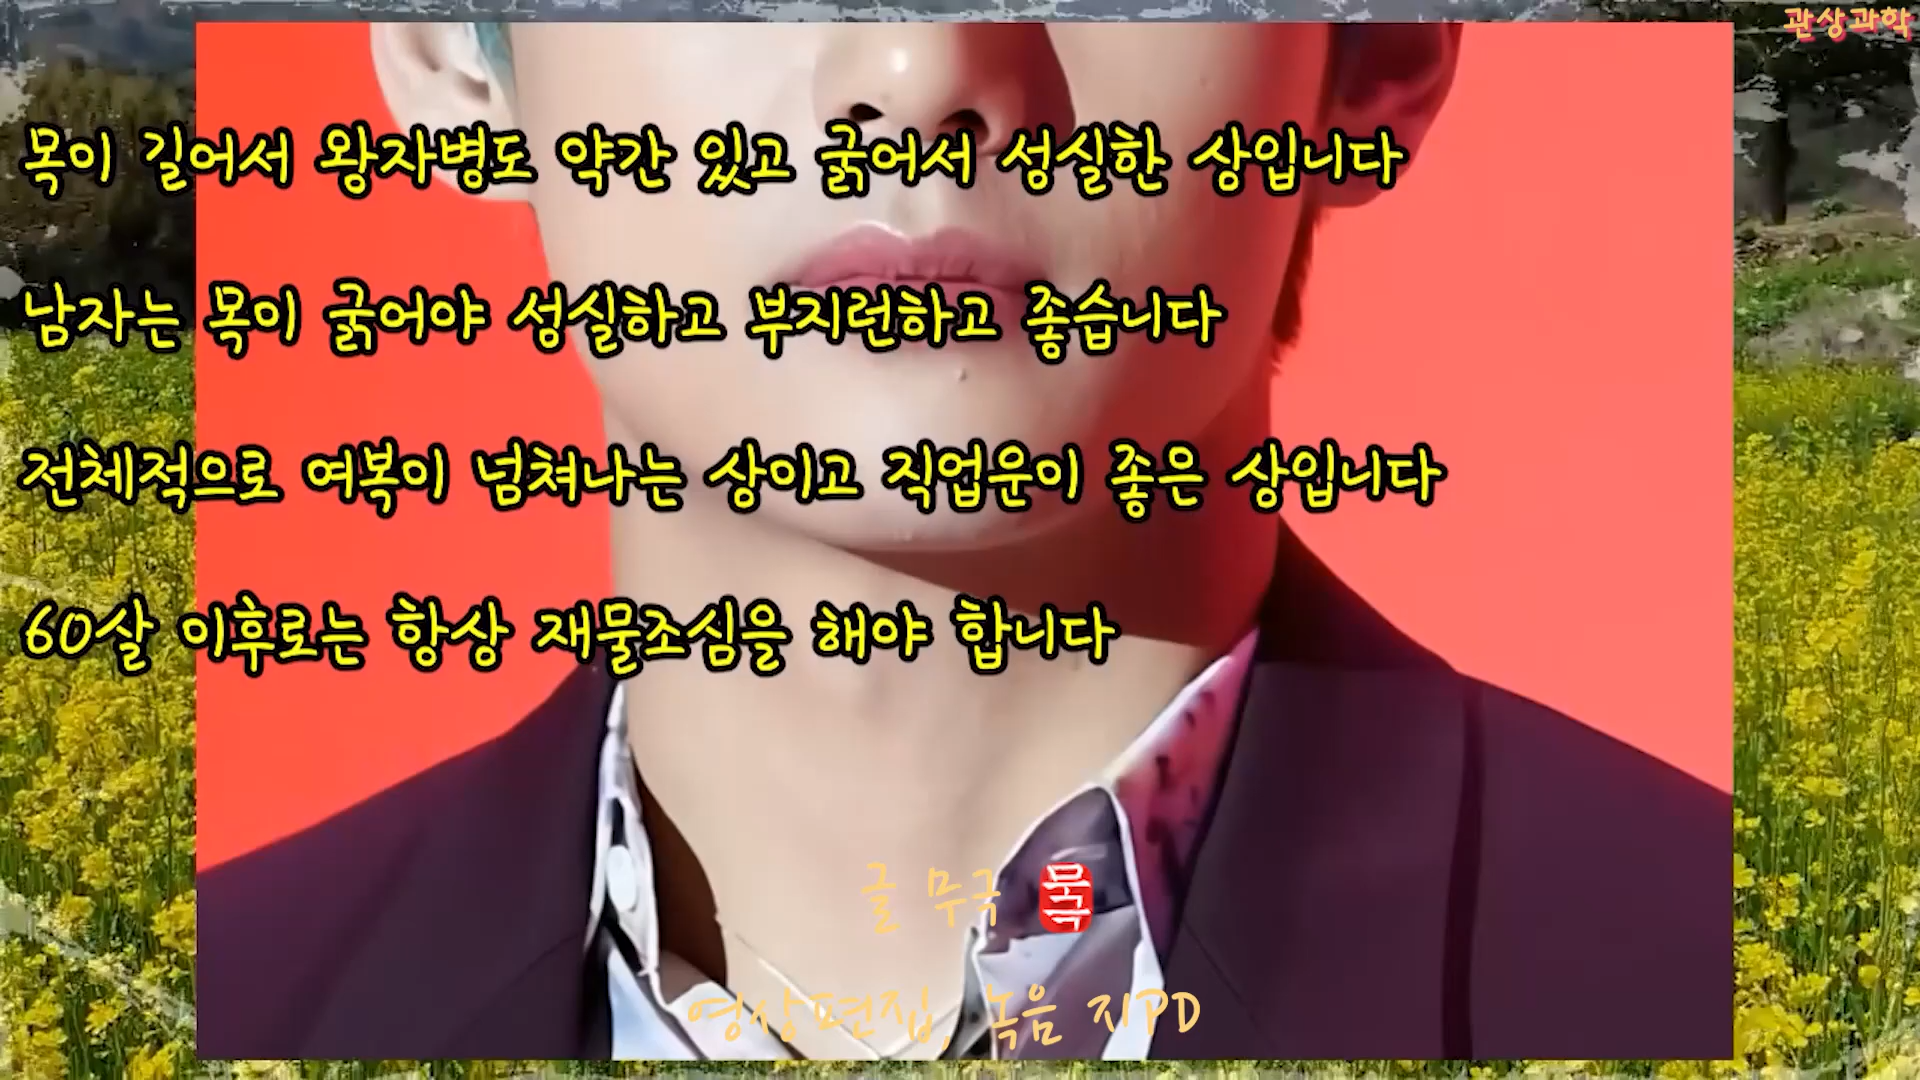 관상과학
목이 길어서 왕자병도 약간 있고 굵어서 성실한 상입니다
남자는 목이 굵어야 성실하고 부지런하고 좋습니다
전체적으로 여복이 넘쳐나는 상이고 직업운이 좋은 상입니다
60살 이후로는 항상 재물조심을 해야 합니다
글 무극
영상편집, 녹음 지PD